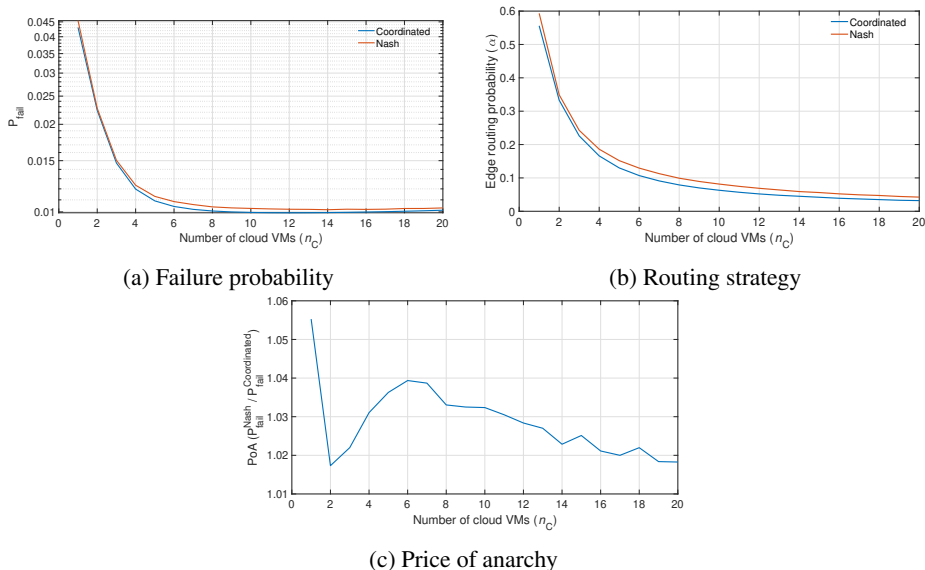 0.045
0.04
0.035
0.03
0.025
0.02
0.015
0.01
P_fail
Coordinated
Nash
0 2 4 6 8 10 12 14 16 18 20
Number of cloud VMs (n_C)
(a) Failure probability
0.6
0.5
0.4
0.3
0.2
0.1
0
Edge routing probability (α)
Coordinated
Nash
0 2 4 6 8 10 12 14 16 18 20
Number of cloud VMs (n_C)
(b) Routing strategy
1.06
1.05
1.04
1.03
1.02
1.01
PoA (P_fail^Nash / P_fail^Coordinated)
0 2 4 6 8 10 12 14 16 18 20
Number of cloud VMs (n_C)
(c) Price of anarchy